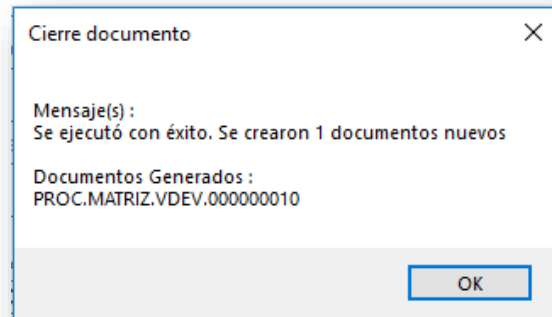 Cierre documento
Mensaje(s) :
Se ejecutó con éxito. Se crearon 1 documentos nuevos
Documentos Generados :
PROC.MATRIZ.VDEV.000000010
OK